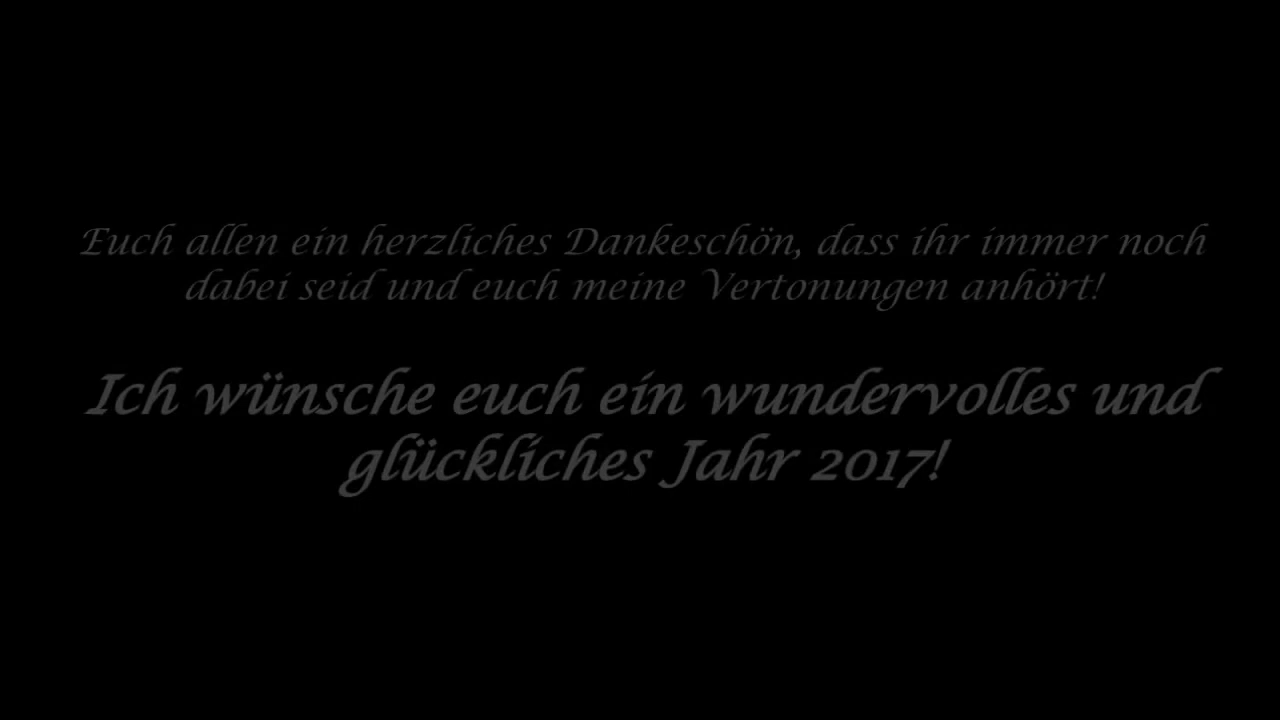 Euch allen ein herzliches Dankeschön, dass ihr immer noch
dabei seid und euch meine Vertonungen anhört!
Ich wünsche euch ein wundervolles und
glückliches Jahr 2017!